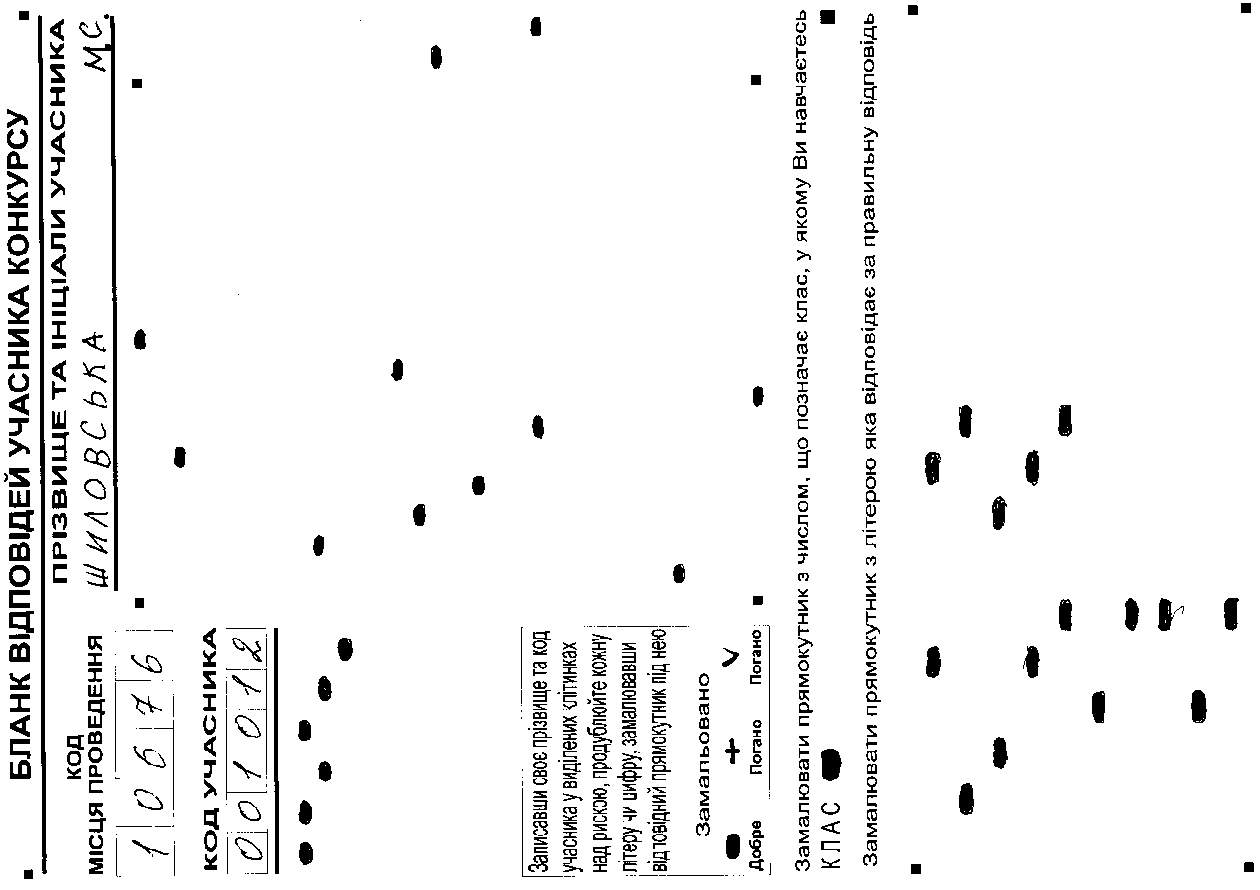 БЛАНК ВІДПОВІДЕЙ УЧАСНИКА КОНКУРСУ
ПРІЗВИЩЕ ТА ІНІЦІАЛИ УЧАСНИКА
ШИЛОВСЬКА МС.
КОД
МІСЦЯ ПРОВЕДЕННЯ
1 0 6 7 6
КОД УЧАСНИКА
0 0 1 0 1 2
Записавши своє прізвище та код
учасника у виділених клітинках
над рискою, продублюйте кожну
літеру чи цифру, замалювавши
відповідний прямокутник під нею
Замальовано
Добре Погано Погано
Замалювати прямокутник з числом, що позначає клас, у якому Ви навчаєтесь
КЛАС
Замалювати прямокутник з літерою яка відповідає за правильну відповідь